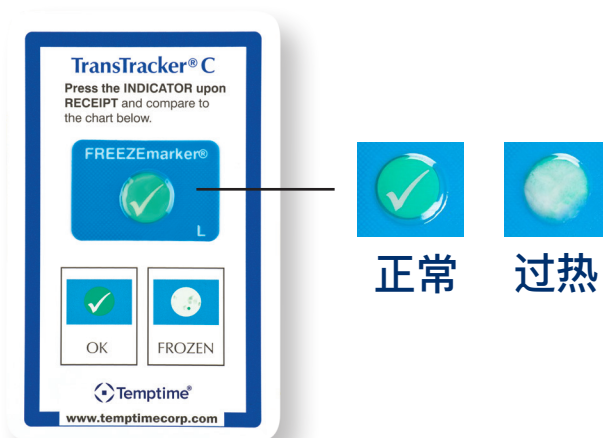 TransTracker® C
Press the INDICATOR upon
RECEIPT and compare to
the chart below.
FREEZEmarker®
L
OK
FROZEN
Temptime®
www.temptimecorp.com
正常
过热